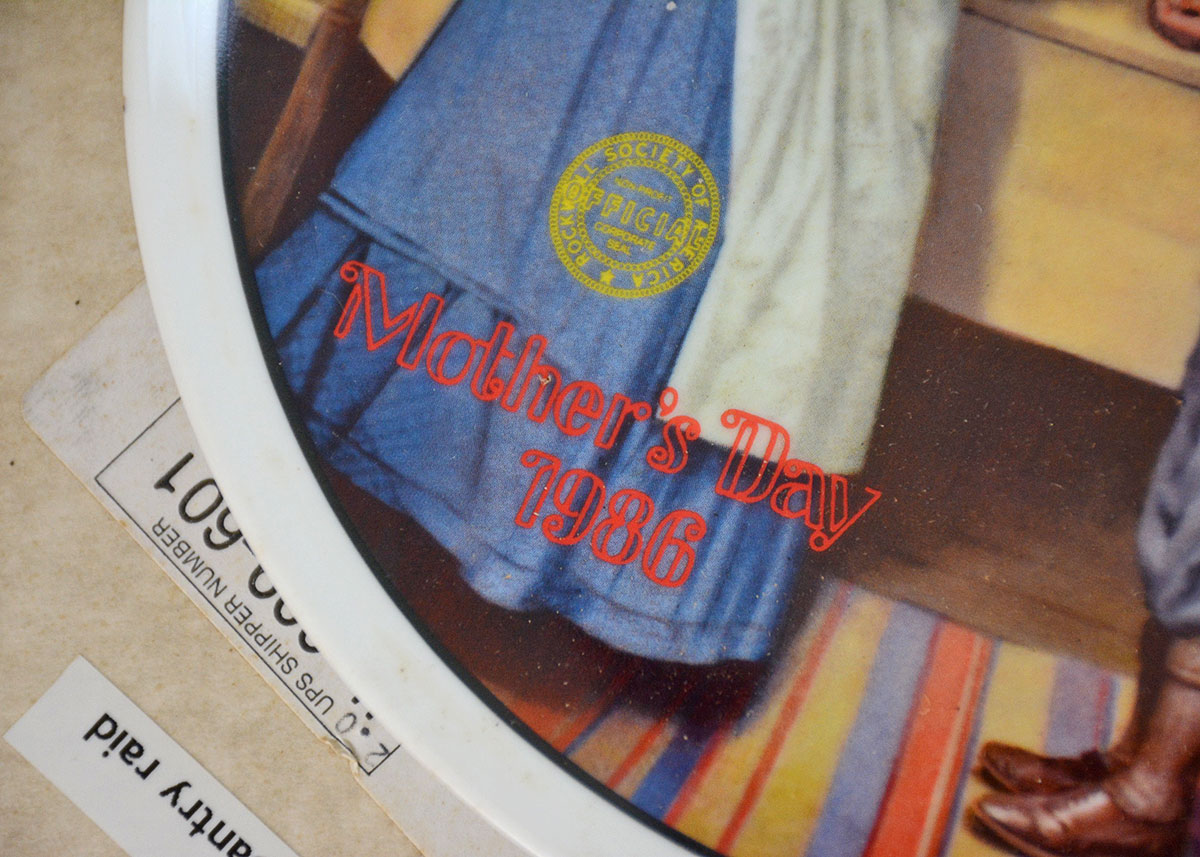 ROCKWELL SOCIETY OF AMERICA ★
NON-PROFIT
OFFICIAL
CORPORATE
SEAL
Mother's Day
1986
UPS SHIPPER NUMBER
antry raid